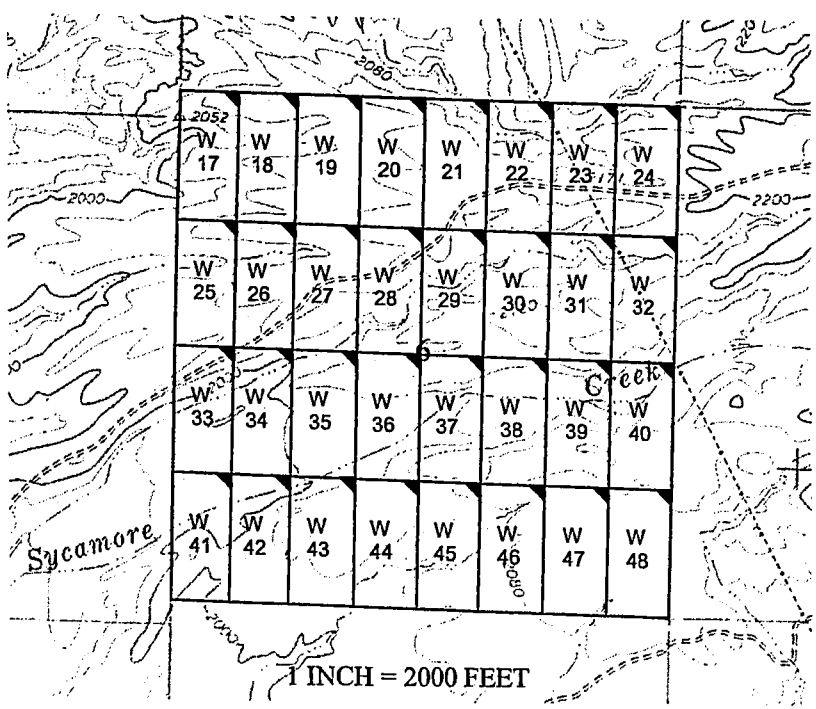 2080
220
2052
W W W W W W W W
17 18 19 20 21 22 23 24
2000 2200
W W W W W W W W
25 26 27 28 29 30 31 32
6
Creek
W W W W W W W W
33 34 35 36 37 38 39 40
Sycamore
W W W W W W W W
41 42 43 44 45 46 47 48
2000
1 INCH = 2000 FEET